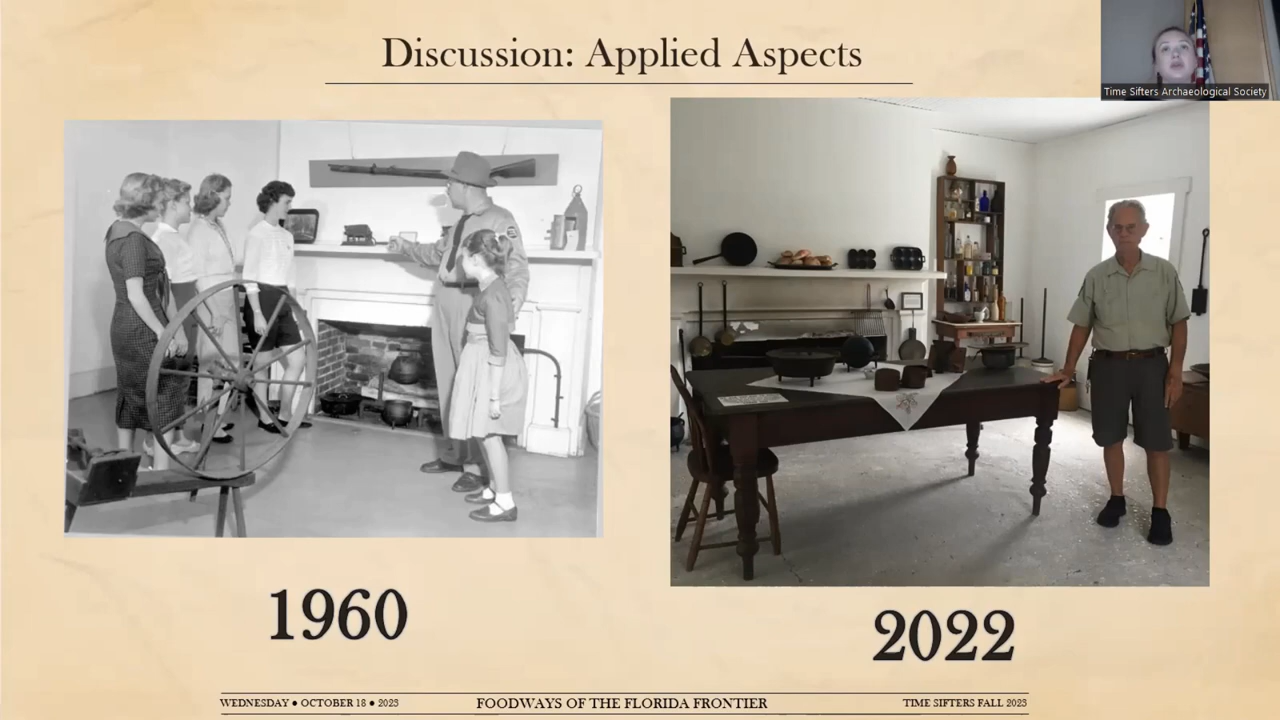 Discussion: Applied Aspects
Time Sifters Archaeological Society
1960
2022
WEDNESDAY ● OCTOBER 18 ● 2023
FOODWAYS OF THE FLORIDA FRONTIER
TIME SIFTERS FALL 2023